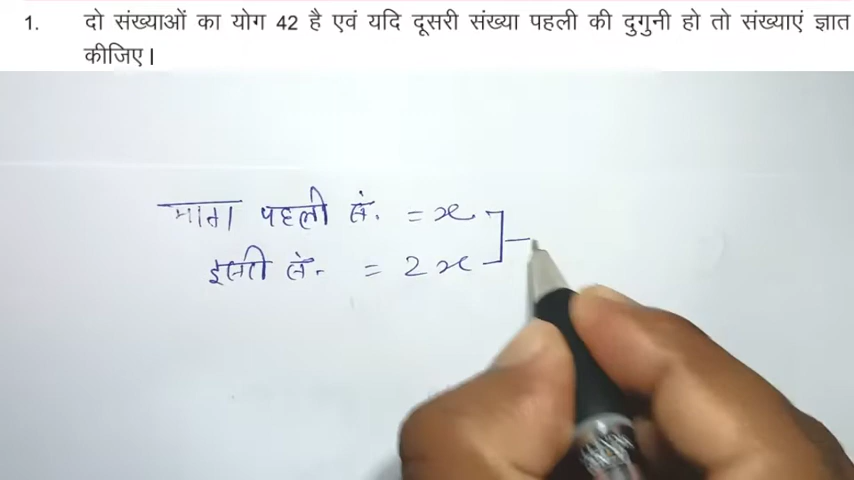 1. दो संख्याओं का योग 42 है एवं यदि दूसरी संख्या पहली की दुगुनी हो तो संख्याएं ज्ञात
कीजिए।
माना पहली सं. = x
दूसरी सं. = 2x